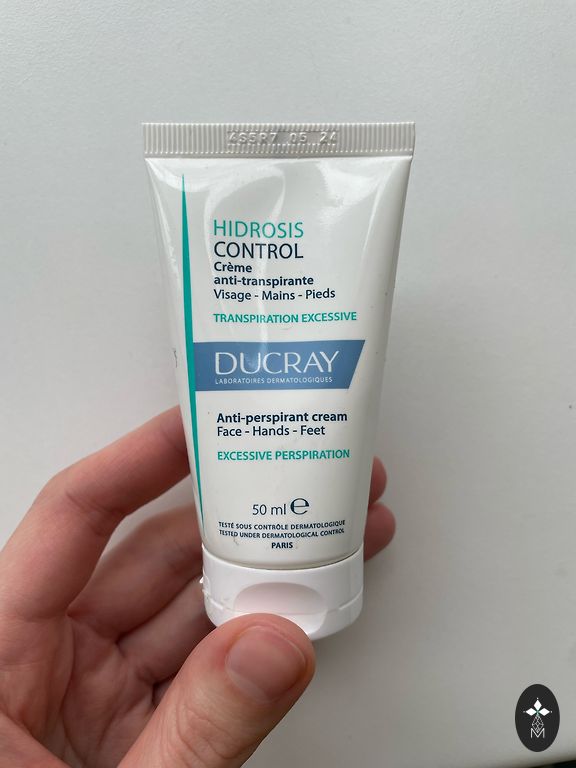 4S5R7 05 24
HIDROSIS
CONTROL
Crème
anti-transpirante
Visage - Mains - Pieds
TRANSPIRATION EXCESSIVE
DUCRAY
LABORATOIRES DERMATOLOGIQUES
Anti-perspirant cream
Face - Hands - Feet
EXCESSIVE PERSPIRATION
50 ml e
TESTÉ SOUS CONTRÔLE DERMATOLOGIQUE
TESTED UNDER DERMATOLOGICAL CONTROL
PARIS